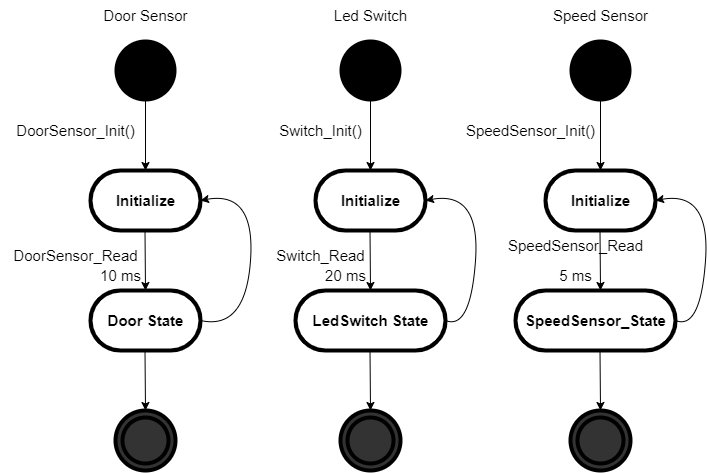 Door Sensor
Led Switch
Speed Sensor
DoorSensor_Init()
Switch_Init()
SpeedSensor_Init()
Initialize
Initialize
Initialize
DoorSensor_Read
10 ms
Switch_Read
20 ms
SpeedSensor_Read
5 ms
Door State
LedSwitch State
SpeedSensor_State